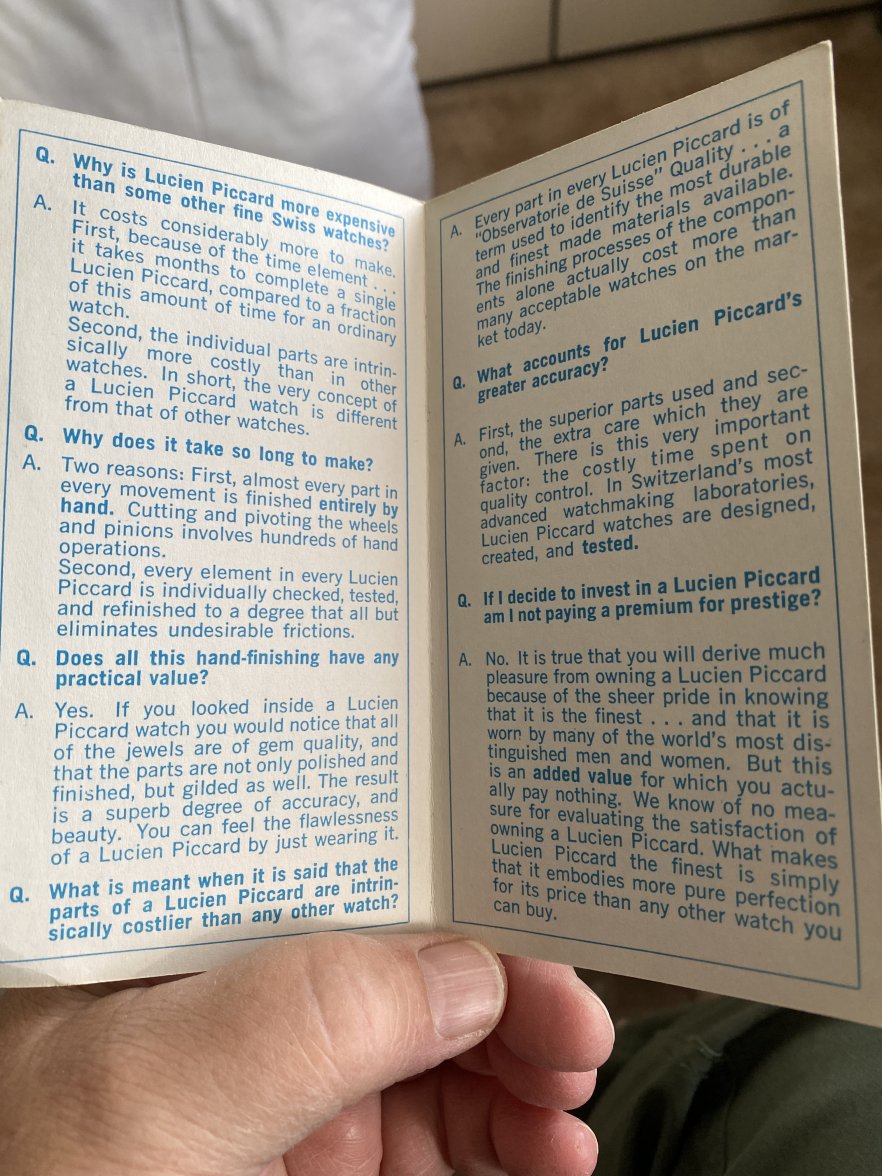 Q. Why is Lucien Piccard more expensive
than some other fine Swiss watches?
A. It costs considerably more to make.
First, because of the time element . . .
it takes months to complete a single
Lucien Piccard, compared to a fraction
of this amount of time for an ordinary
watch.
Second, the individual parts are intrin-
sically more costly than in other
watches. In short, the very concept of
a Lucien Piccard watch is different
from that of other watches.
Q. Why does it take so long to make?
A. Two reasons: First, almost every part in
every movement is finished entirely by
hand. Cutting and pivoting the wheels
and pinions involves hundreds of hand
operations.
Second, every element in every Lucien
Piccard is individually checked, tested,
and refinished to a degree that all but
eliminates undesirable frictions.
Q. Does all this hand-finishing have any
practical value?
A. Yes. If you looked inside a Lucien
Piccard watch you would notice that all
of the jewels are of gem quality, and
that the parts are not only polished and
finished, but gilded as well. The result
is a superb degree of accuracy, and
beauty. You can feel the flawlessness
of a Lucien Piccard by just wearing it.
Q. What is meant when it is said that the
parts of a Lucien Piccard are intrin-
sically costlier than any other watch?
A. Every part in every Lucien Piccard is of
"Observatorie de Suisse" Quality . . . a
term used to identify the most durable
and finest made materials available.
The finishing processes of the compon-
ents alone actually cost more than
many acceptable watches on the mar-
ket today.
Q. What accounts for Lucien Piccard's
greater accuracy?
A. First, the superior parts used and sec-
ond, the extra care which they are
given. There is this very important
factor: the costly time spent on
quality control. In Switzerland's most
advanced watchmaking laboratories,
Lucien Piccard watches are designed,
created, and tested.
Q. If I decide to invest in a Lucien Piccard
am I not paying a premium for prestige?
A. No. It is true that you will derive much
pleasure from owning a Lucien Piccard
because of the sheer pride in knowing
that it is the finest . . . and that it is
worn by many of the world's most dis-
tinguished men and women. But this
is an added value for which you actu-
ally pay nothing. We know of no mea-
sure for evaluating the satisfaction of
owning a Lucien Piccard. What makes
Lucien Piccard the finest is simply
that it embodies more pure perfection
for its price than any other watch you
can buy.